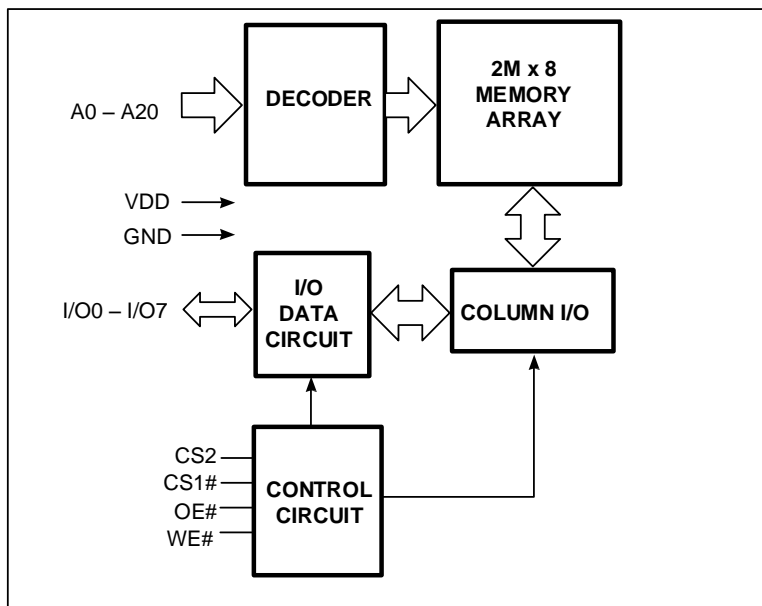 A0 – A20
DECODER
2M x 8
MEMORY
ARRAY
VDD
GND
I/O0 – I/O7
I/O
DATA
CIRCUIT
COLUMN I/O
CS2
CS1#
OE#
WE#
CONTROL
CIRCUIT